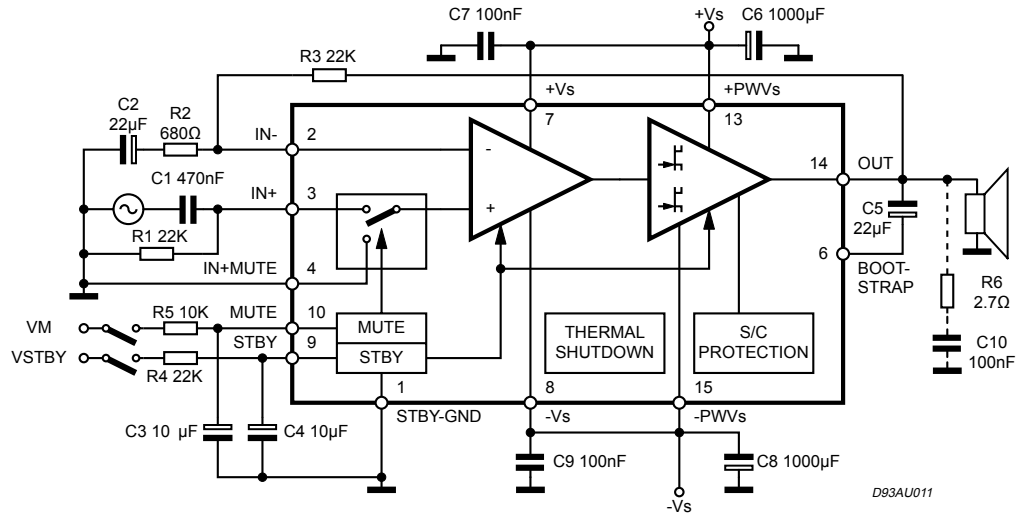 C7 100nF
+Vs
C6 1000µF
R3 22K
C2
22µF
R2
680Ω
+Vs
+PWVs
IN-
2
7
13
-
14
OUT
C1 470nF
IN+
3
+
C5
22µF
R1 22K
IN+MUTE
4
6
BOOT-
STRAP
R6
2.7Ω
VM
R5 10K
MUTE
10
MUTE
THERMAL
SHUTDOWN
S/C
PROTECTION
VSTBY
R4 22K
STBY
9
STBY
C10
100nF
1
8
15
STBY-GND
-Vs
-PWVs
C3 10 µF
C4 10µF
C9 100nF
C8 1000µF
-Vs
D93AU011